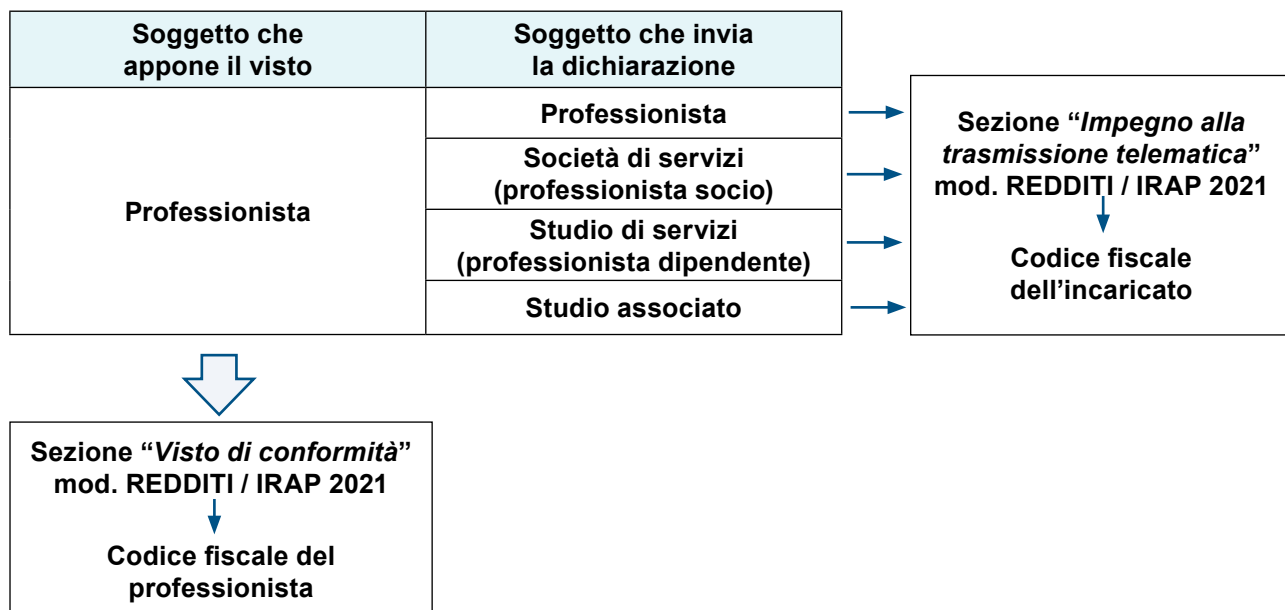 Soggetto che
appone il visto
Soggetto che invia
la dichiarazione
Professionista
Professionista
Società di servizi
(professionista socio)
Studio di servizi
(professionista dipendente)
Studio associato
Sezione “Impegno alla
trasmissione telematica”
mod. REDDITI / IRAP 2021
Codice fiscale
dell’incaricato
Sezione “Visto di conformità”
mod. REDDITI / IRAP 2021
Codice fiscale del
professionista